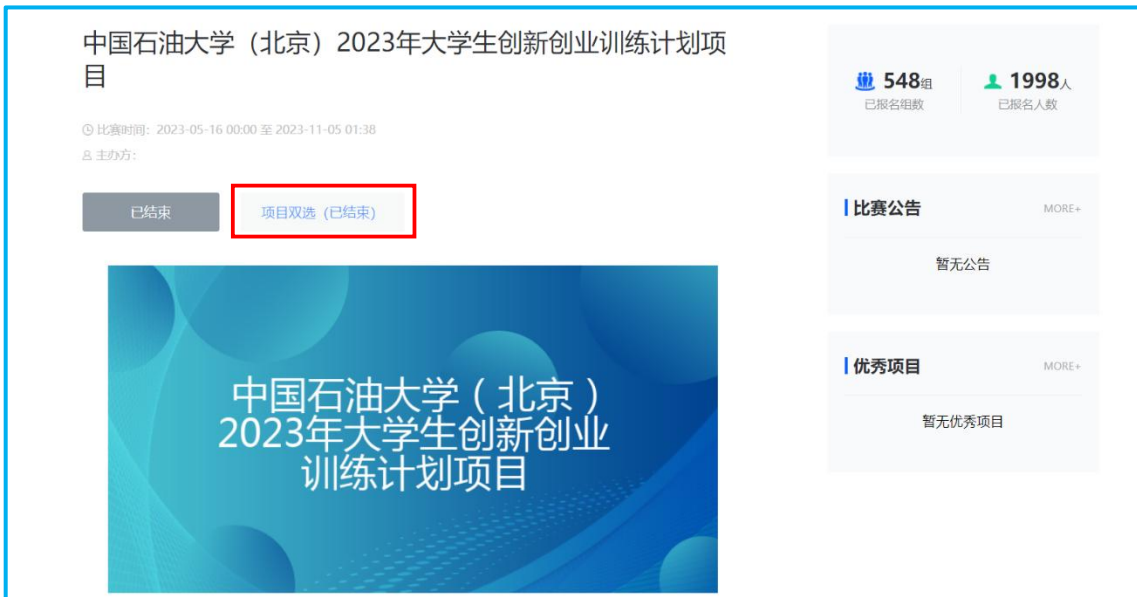 中国石油大学（北京）2023年大学生创新创业训练计划项
目
比赛时间：2023-05-16 00:00 至 2023-11-05 01:38
主办方：
已结束
项目双选（已结束）
中国石油大学（北京）
2023年大学生创新创业
训练计划项目
548组
已报名组数
1998人
已报名人数
比赛公告
MORE+
暂无公告
优秀项目
MORE+
暂无优秀项目